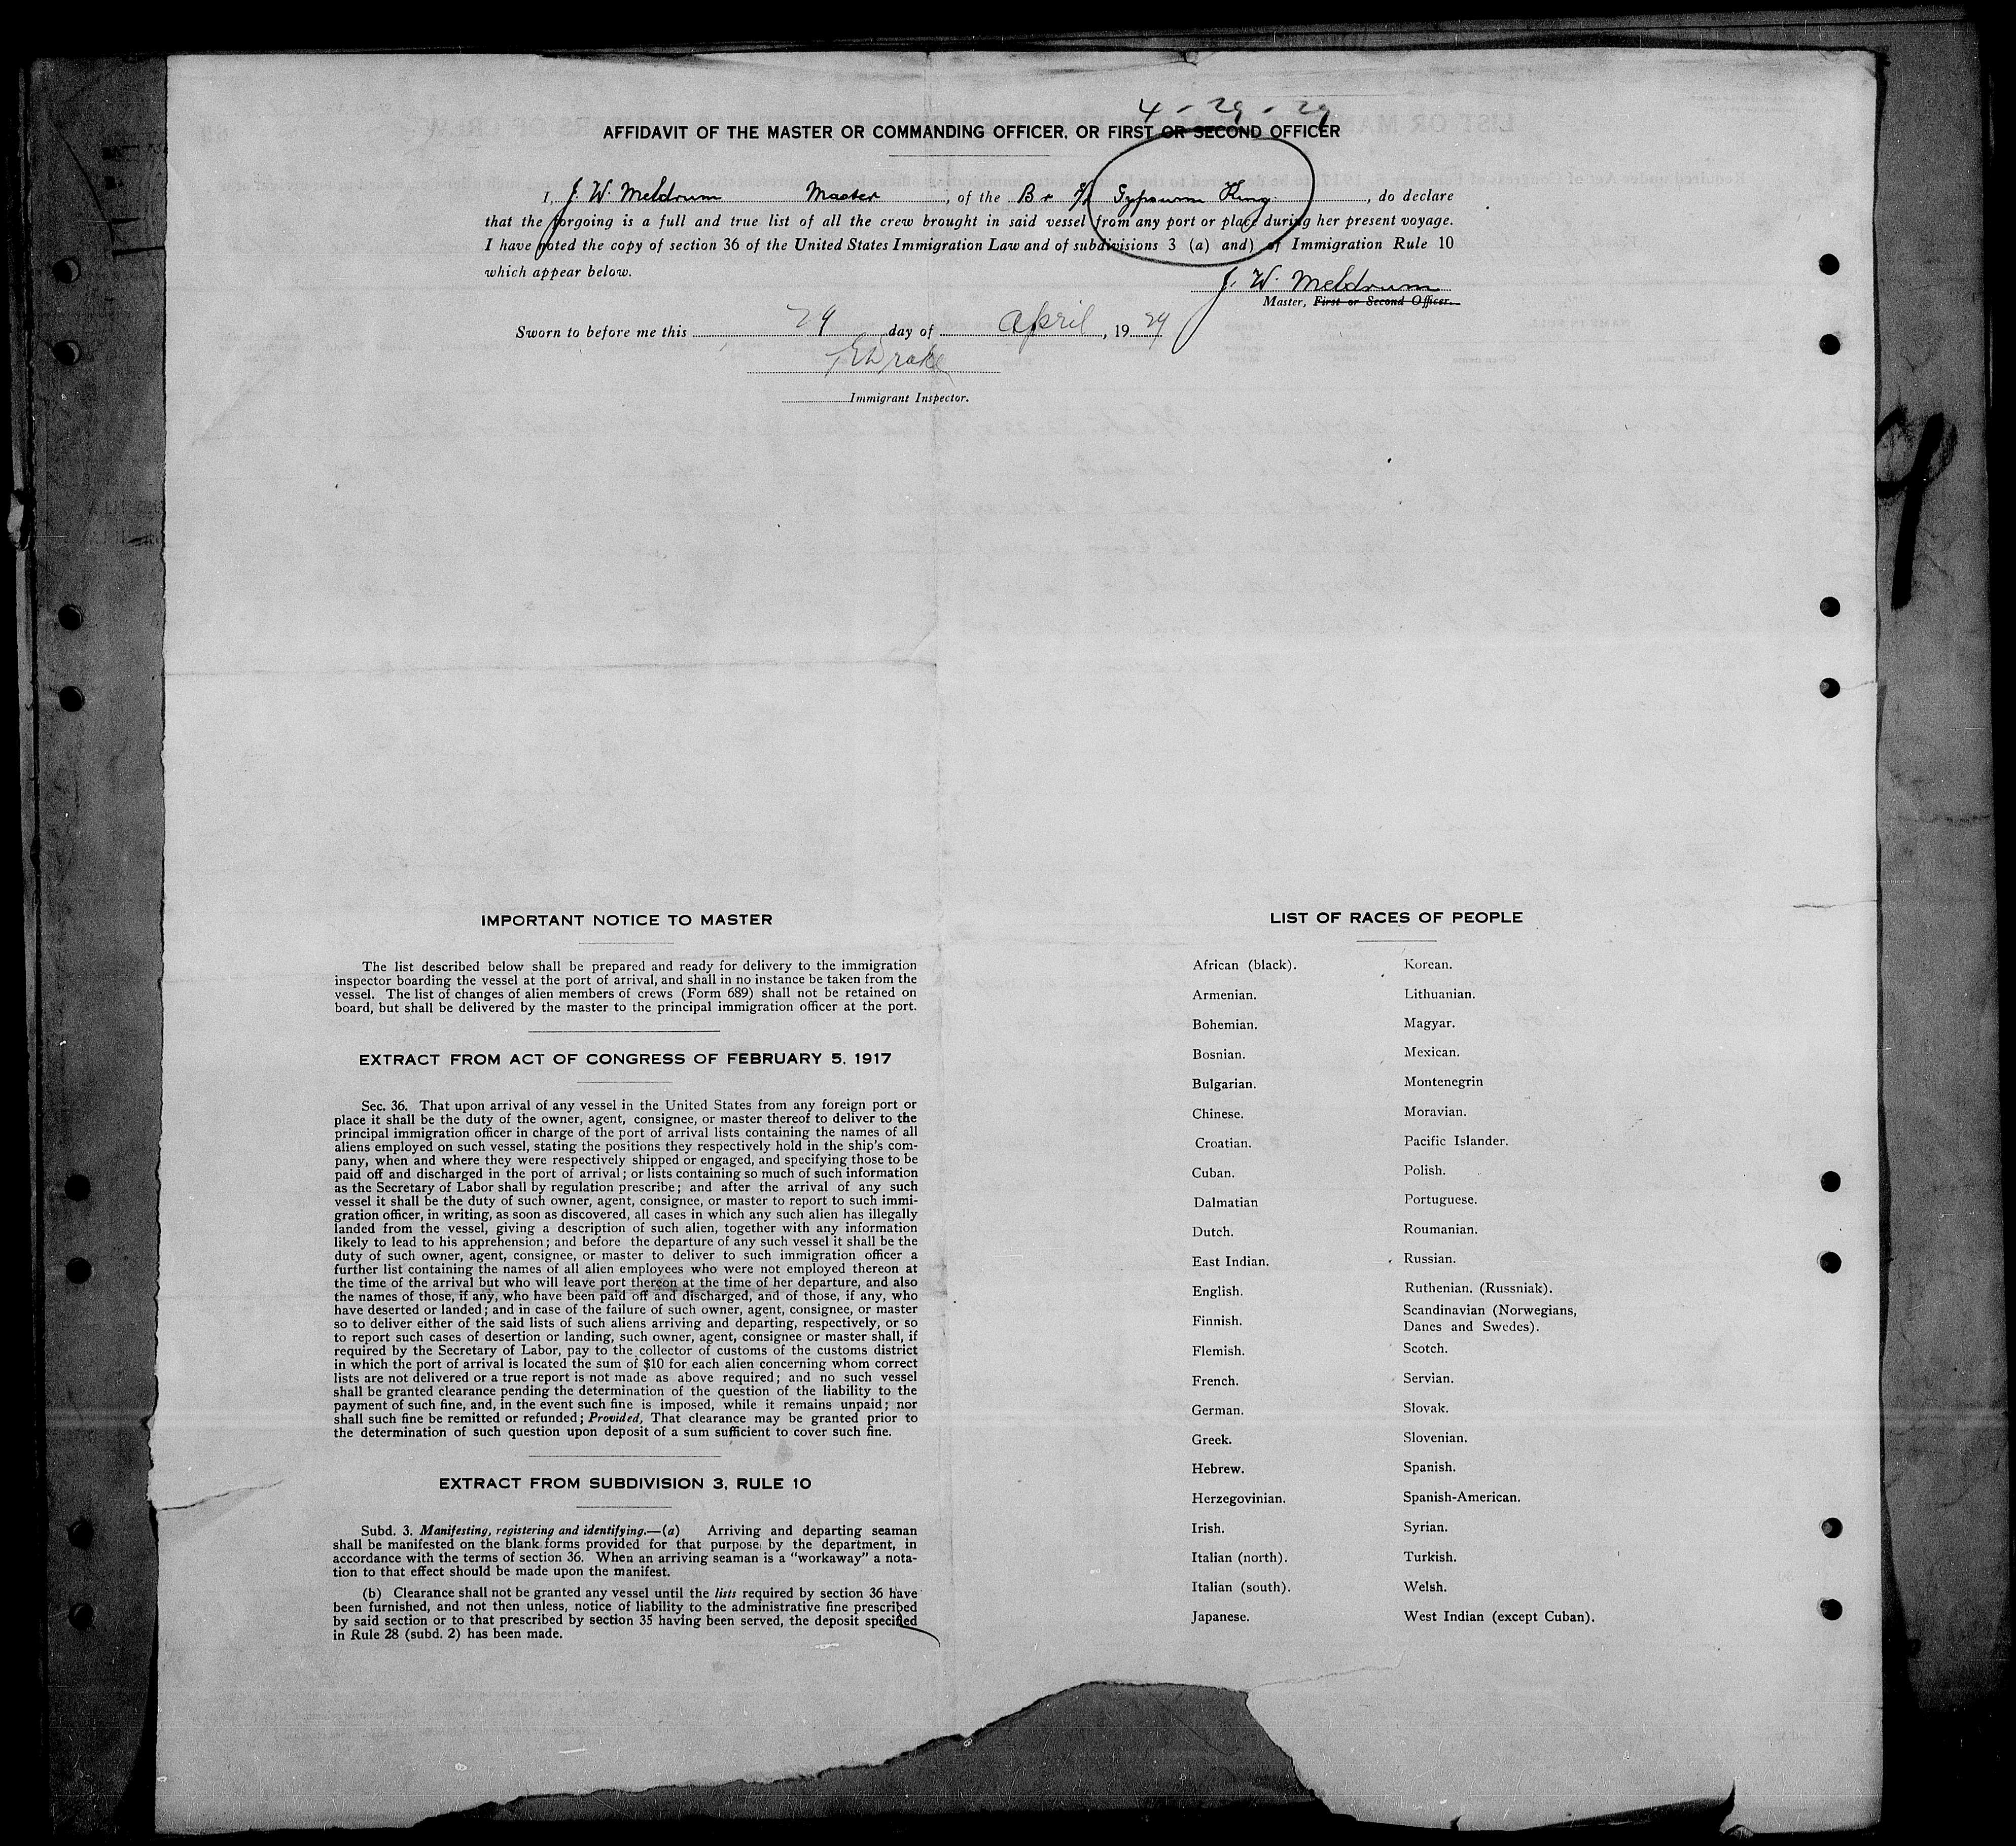 4 - 29 - 29
AFFIDAVIT OF THE MASTER OR COMMANDING OFFICER, OR FIRST OR SECOND OFFICER
I, J. W. Meldrum Master, of the Br Gypsum King, do declare
that the forgoing is a full and true list of all the crew brought in said vessel from any port or place during her present voyage.
I have noted the copy of section 36 of the United States Immigration Law and of subdivisions 3 (a) and) of Immigration Rule 10
which appear below.
J. W. Meldrum
Master, First or Second Officer.
Sworn to before me this 29 day of April, 19 29
Drake
Immigrant Inspector.
IMPORTANT NOTICE TO MASTER
The list described below shall be prepared and ready for delivery to the immigration
inspector boarding the vessel at the port of arrival, and shall in no instance be taken from the
vessel. The list of changes of alien members of crews (Form 689) shall not be retained on
board, but shall be delivered by the master to the principal immigration officer at the port.
EXTRACT FROM ACT OF CONGRESS OF FEBRUARY 5, 1917
Sec. 36. That upon arrival of any vessel in the United States from any foreign port or
place it shall be the duty of the owner, agent, consignee, or master thereof to deliver to the
principal immigration officer in charge of the port of arrival lists containing the names of all
aliens employed on such vessel, stating the positions they respectively hold in the ship's com-
pany, when and where they were respectively shipped or engaged, and specifying those to be
paid off and discharged in the port of arrival; or lists containing so much of such information
as the Secretary of Labor shall by regulation prescribe; and after the arrival of any such
vessel it shall be the duty of such owner, agent, consignee, or master to report to such immi-
gration officer, in writing, as soon as discovered, all cases in which any such alien has illegally
landed from the vessel, giving a description of such alien, together with any information
likely to lead to his apprehension; and before the departure of any such vessel it shall be the
duty of such owner, agent, consignee, or master to deliver to such immigration officer a
further list containing the names of all alien employees who were not employed thereon at
the time of the arrival but who will leave port thereon at the time of her departure, and also
the names of those, if any, who have been paid off and discharged, and of those, if any, who
have deserted or landed; and in case of the failure of such owner, agent, consignee, or master
so to deliver either of the said lists of such aliens arriving and departing, respectively, or so
to report such cases of desertion or landing, such owner, agent, consignee or master shall, if
required by the Secretary of Labor, pay to the collector of customs of the customs district
in which the port of arrival is located the sum of $10 for each alien concerning whom correct
lists are not delivered or a true report is not made as above required; and no such vessel
shall be granted clearance pending the determination of the question of the liability to the
payment of such fine, and, in the event such fine is imposed, while it remains unpaid; nor
shall such fine be remitted or refunded; Provided, That clearance may be granted prior to
the determination of such question upon deposit of a sum sufficient to cover such fine.
EXTRACT FROM SUBDIVISION 3, RULE 10
Subd. 3. Manifesting, registering and identifying.—(a) Arriving and departing seaman
shall be manifested on the blank forms provided for that purpose by the department, in
accordance with the terms of section 36. When an arriving seaman is a "workaway" a nota-
tion to that effect should be made upon the manifest.
(b) Clearance shall not be granted any vessel until the lists required by section 36 have
been furnished, and not then unless, notice of liability to the administrative fine prescribed
by said section or to that prescribed by section 35 having been served, the deposit specified
in Rule 28 (subd. 2) has been made.
LIST OF RACES OF PEOPLE
African (black).
Armenian.
Bohemian.
Bosnian.
Bulgarian.
Chinese.
Croatian.
Cuban.
Dalmatian
Dutch.
East Indian.
English.
Finnish.
Flemish.
French.
German.
Greek.
Hebrew.
Herzegovinian.
Irish.
Italian (north).
Italian (south).
Japanese.
Korean.
Lithuanian.
Magyar.
Mexican.
Montenegrin
Moravian.
Pacific Islander.
Polish.
Portuguese.
Roumanian.
Russian.
Ruthenian. (Russniak).
Scandinavian (Norwegians,
Danes and Swedes).
Scotch.
Servian.
Slovak.
Slovenian.
Spanish.
Spanish-American.
Syrian.
Turkish.
Welsh.
West Indian (except Cuban).